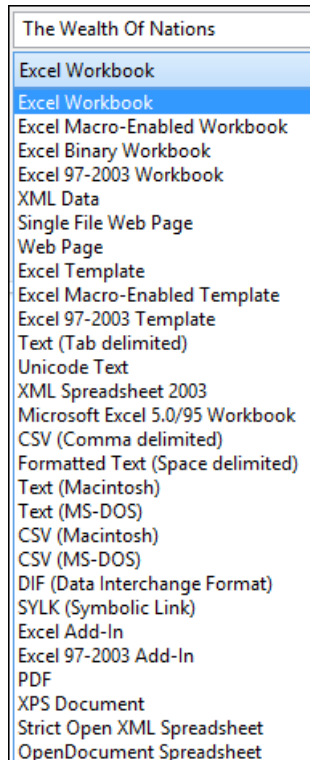 The Wealth Of Nations
Excel Workbook
Excel Workbook
Excel Macro-Enabled Workbook
Excel Binary Workbook
Excel 97-2003 Workbook
XML Data
Single File Web Page
Web Page
Excel Template
Excel Macro-Enabled Template
Excel 97-2003 Template
Text (Tab delimited)
Unicode Text
XML Spreadsheet 2003
Microsoft Excel 5.0/95 Workbook
CSV (Comma delimited)
Formatted Text (Space delimited)
Text (Macintosh)
Text (MS-DOS)
CSV (Macintosh)
CSV (MS-DOS)
DIF (Data Interchange Format)
SYLK (Symbolic Link)
Excel Add-In
Excel 97-2003 Add-In
PDF
XPS Document
Strict Open XML Spreadsheet
OpenDocument Spreadsheet